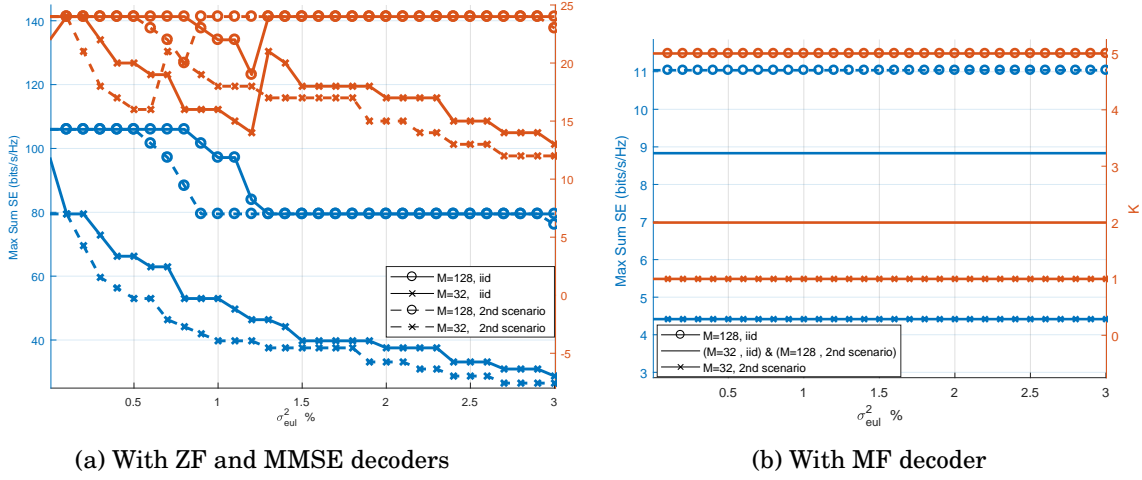 140
120
100
80
60
40
Max Sum SE (bits/s/Hz)
25
20
15
10
5
0
-5
M=128, iid
M=32, iid
M=128, 2nd scenario
M=32, 2nd scenario
0.5 1 1.5 2 2.5 3
σ²eul %
(a) With ZF and MMSE decoders
11
10
9
8
7
6
5
4
3
Max Sum SE (bits/s/Hz)
5
4
3
2
1
0
K
M=128, iid
(M=32 , iid) & (M=128 , 2nd scenario)
M=32, 2nd scenario
0 0.5 1 1.5 2 2.5 3
σ²eul %
(b) With MF decoder